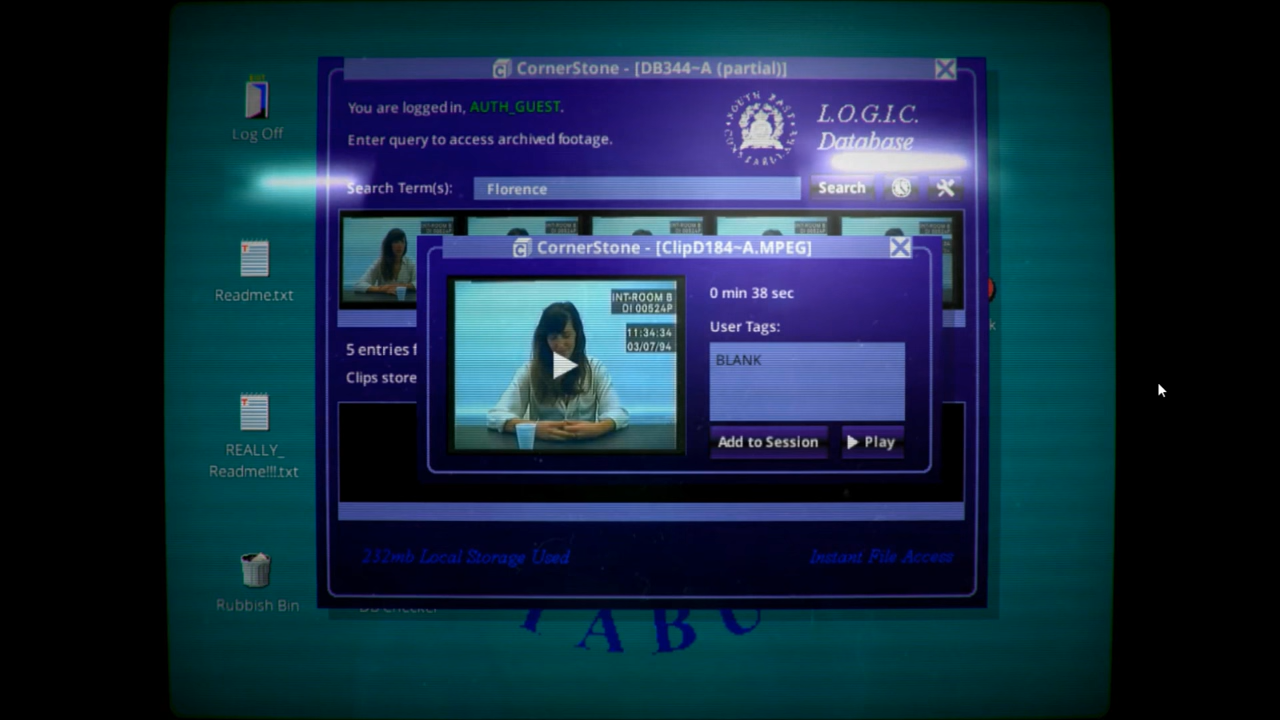 CornerStone - [DB344~A (partial)]
You are logged in, AUTH_GUEST.
Enter query to access archived footage.
L.O.G.I.C.
Database
Log Off
Search Term(s):
Florence
Search
CornerStone - [ClipD184~A.MPEG]
INT-ROOM B
DI 00524P
11:34:34
03/07/94
0 min 38 sec
User Tags:
BLANK
Add to Session
Play
Readme.txt
5 entries f
Clips store
REALLY_
Readme!!!.txt
232mb Local Storage Used
Instant File Access
Rubbish Bin
DB Checker
TABU